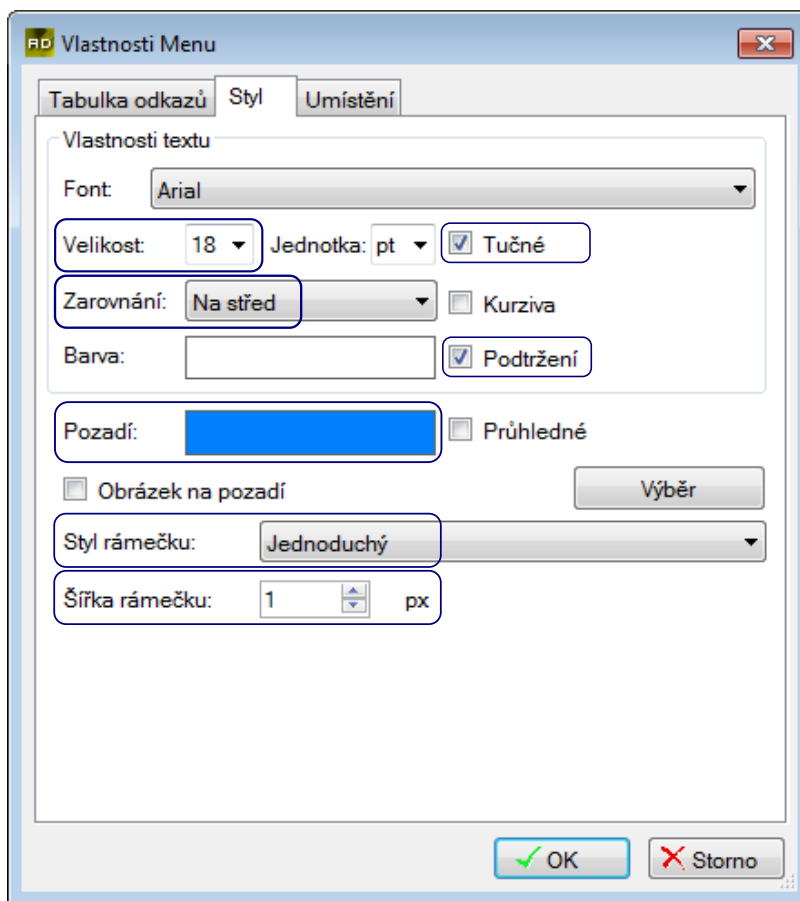 RD Vlastnosti Menu
Tabulka odkazů Styl Umístění
Vlastnosti textu
Font: Arial
Velikost: 18 Jednotka: pt Tučné
Zarovnání: Na střed Kurziva
Barva: Podtržení
Pozadí: Průhledné
Obrázek na pozadí Výběr
Styl rámečku: Jednoduchý
Šířka rámečku: 1 px
OK Storno